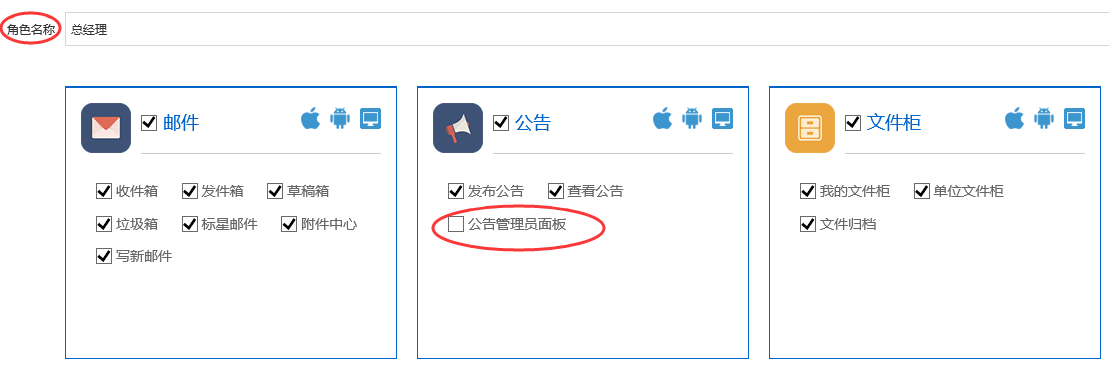 角色名称 总经理
邮件
收件箱 发件箱 草稿箱
垃圾箱 标星邮件 附件中心
写新邮件
公告
发布公告 查看公告
公告管理员面板
文件柜
我的文件柜 单位文件柜
文件归档